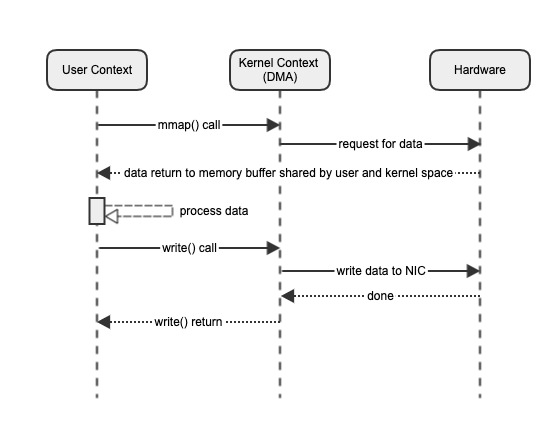 User Context
Kernel Context
(DMA)
Hardware
mmap() call
request for data
data return to memory buffer shared by user and kernel space
process data
write() call
write data to NIC
done
write() return